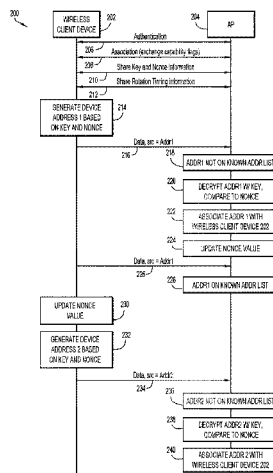 200
WIRELESS
CLIENT DEVICE
202
204
AP
Authentication
206
Association (exchange capability flags)
208
Share Key and Nonce Information
210
Share Rotation Timing Information
212
GENERATE DEVICE
ADDRESS 1 BASED
ON KEY AND NONCE
214
Data, src = Addr1
216
218
ADDR1 NOT ON KNOWN ADDR LIST
220
DECRYPT ADDR1 W/ KEY,
COMPARE TO NONCE
222
ASSOCIATE ADDR 1 WITH
WIRELESS CLIENT DEVICE 202
224
UPDATE NONCE VALUE
Data, src = Addr1
226
228
ADDR1 ON KNOWN ADDR LIST
UPDATE NONCE
VALUE
230
GENERATE DEVICE
ADDRESS 2 BASED
ON KEY AND NONCE
232
Data, src = Addr2
234
236
ADDR2 NOT ON KNOWN ADDR LIST
238
DECRYPT ADDR2 W/ KEY,
COMPARE TO NONCE
240
ASSOCIATE ADDR 2 WITH
WIRELESS CLIENT DEVICE 202